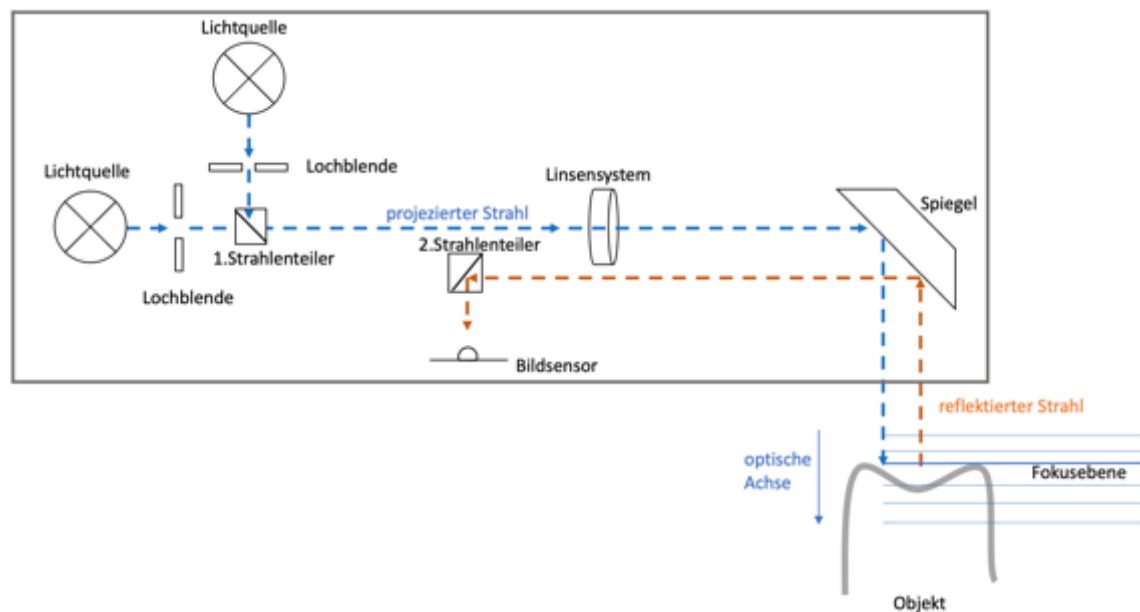 Lichtquelle
Lichtquelle
Lochblende
Linsensystem
Spiegel
projezierter Strahl
2.Strahlenteiler
1.Strahlenteiler
Lochblende
Bildsensor
reflektierter Strahl
optische
Achse
Fokusebene
Objekt